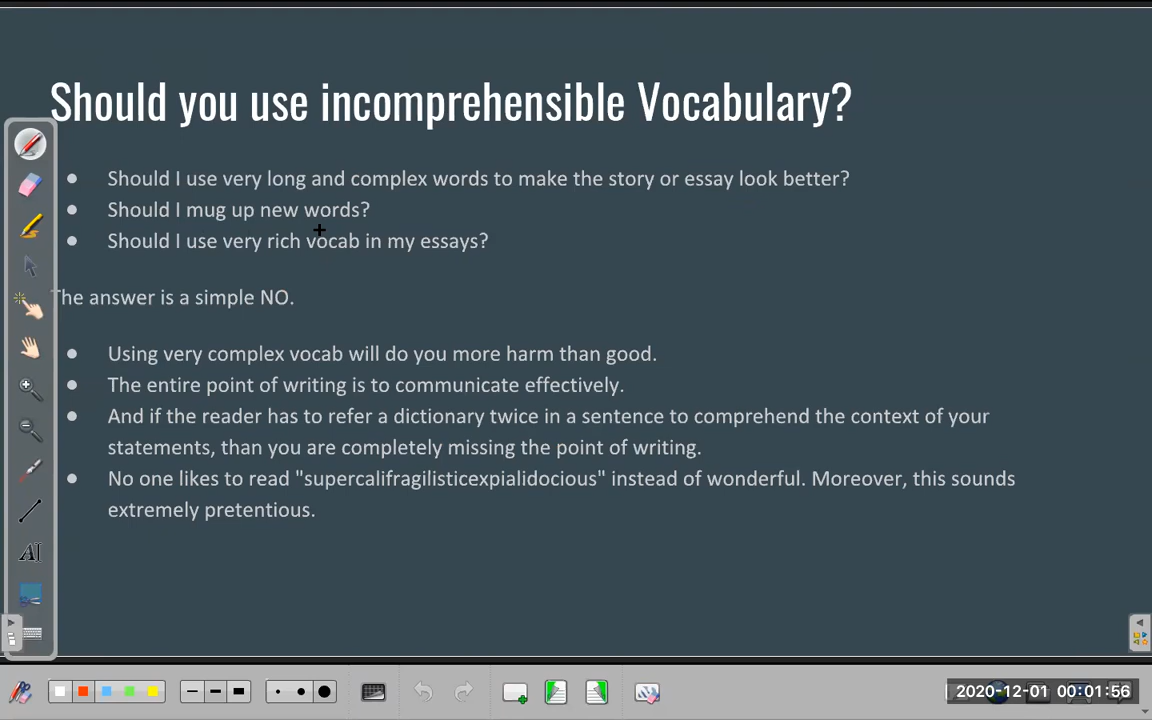 Should you use incomprehensible Vocabulary?
● Should I use very long and complex words to make the story or essay look better?
● Should I mug up new words?
● Should I use very rich vocab in my essays?
The answer is a simple NO.
● Using very complex vocab will do you more harm than good.
● The entire point of writing is to communicate effectively.
● And if the reader has to refer a dictionary twice in a sentence to comprehend the context of your
statements, than you are completely missing the point of writing.
● No one likes to read "supercalifragilisticexpialidocious" instead of wonderful. Moreover, this sounds
extremely pretentious.
2020-12-01 00:01:56